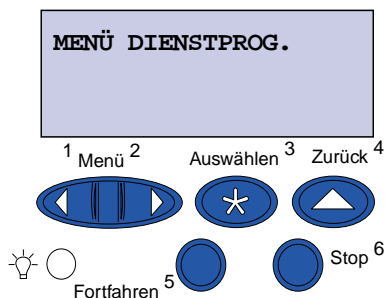 MENÜ DIENSTPROG.
1 Menü 2
Auswählen 3
Zurück 4
Stop 6
Fortfahren 5